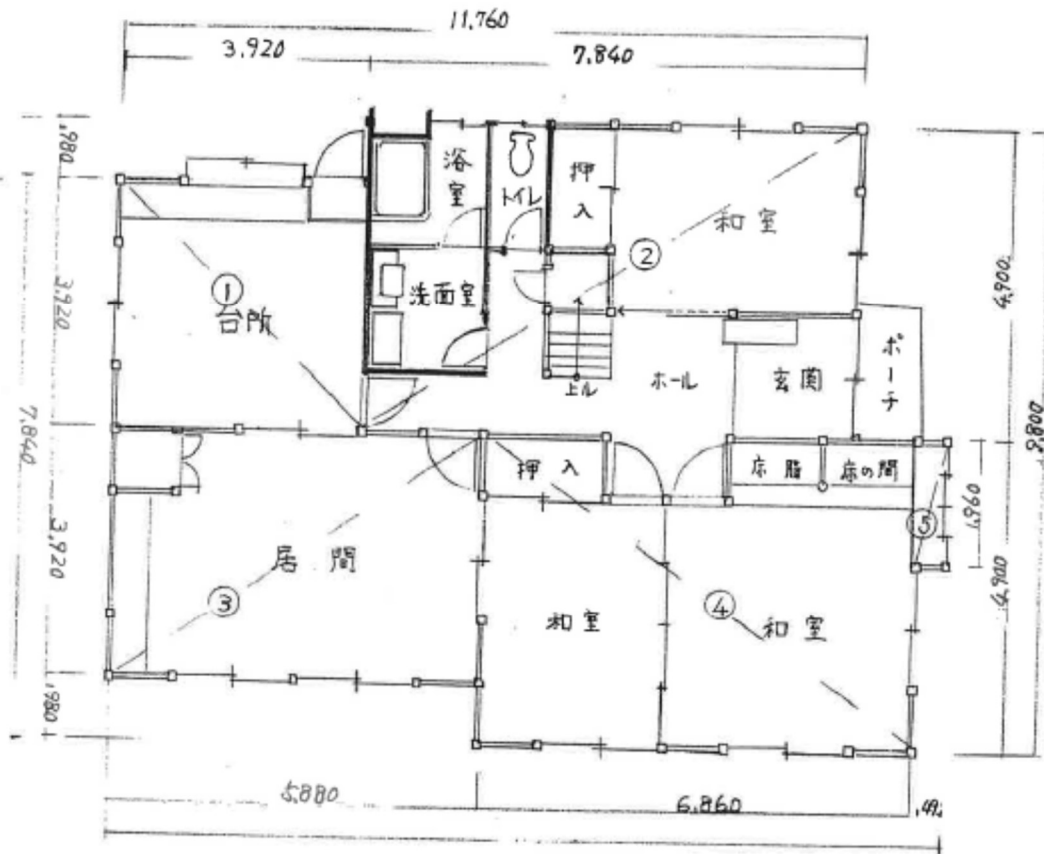 11.760
3.920
7.840
.980
浴室
トイレ
押入
和室
②
①
台所
洗面室
3.920
4.900
ポーチ
玄関
ホール
上ル
7.840
押入
床脇
床の間
9.800
1.960
⑤
3.920
居間
③
和室
④
和室
4.900
.980
5.880
6.860
.49